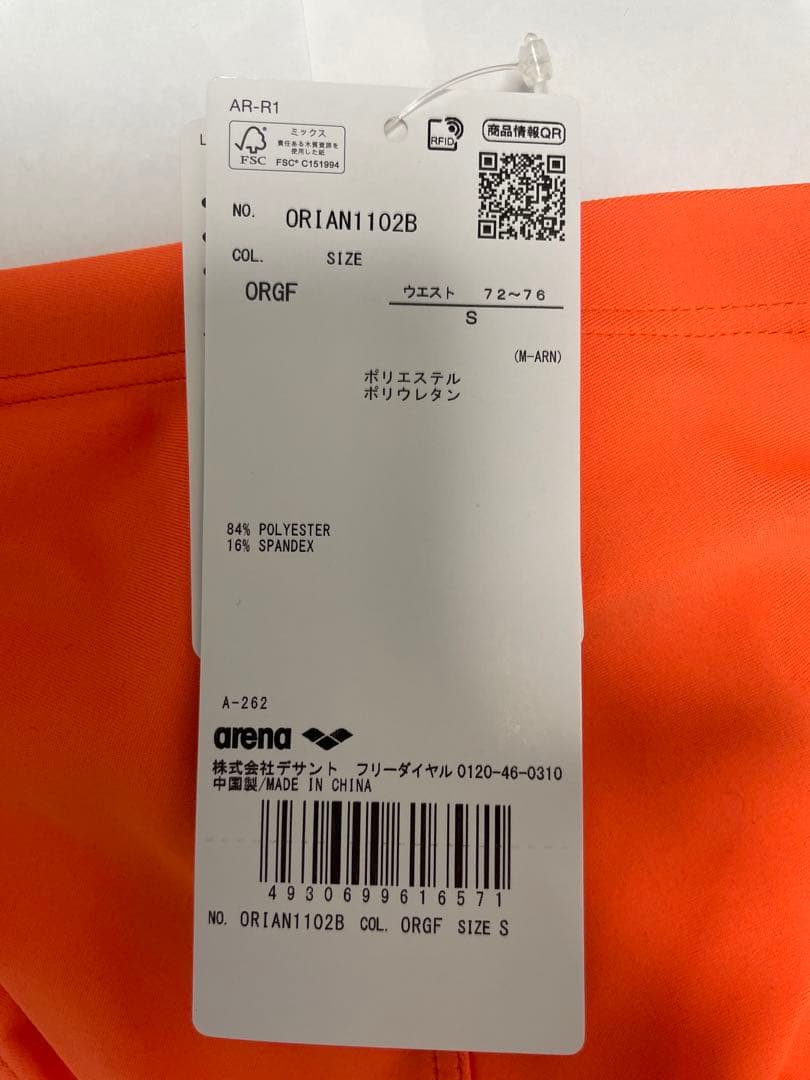 AR-R1
FSC
ミックス
責任ある木質資源を
使用した紙
FSC® C151994
RFID
商品情報QR
L
NO. ORIAN1102B
COL. SIZE
ORGF ウエスト 72～76
S
(M-ARN)
ポリエステル
ポリウレタン
84% POLYESTER
16% SPANDEX
A-262
arena
株式会社デサント フリーダイヤル 0120-46-0310
中国製/MADE IN CHINA
4930699616571
NO. ORIAN1102B COL. ORGF SIZE S